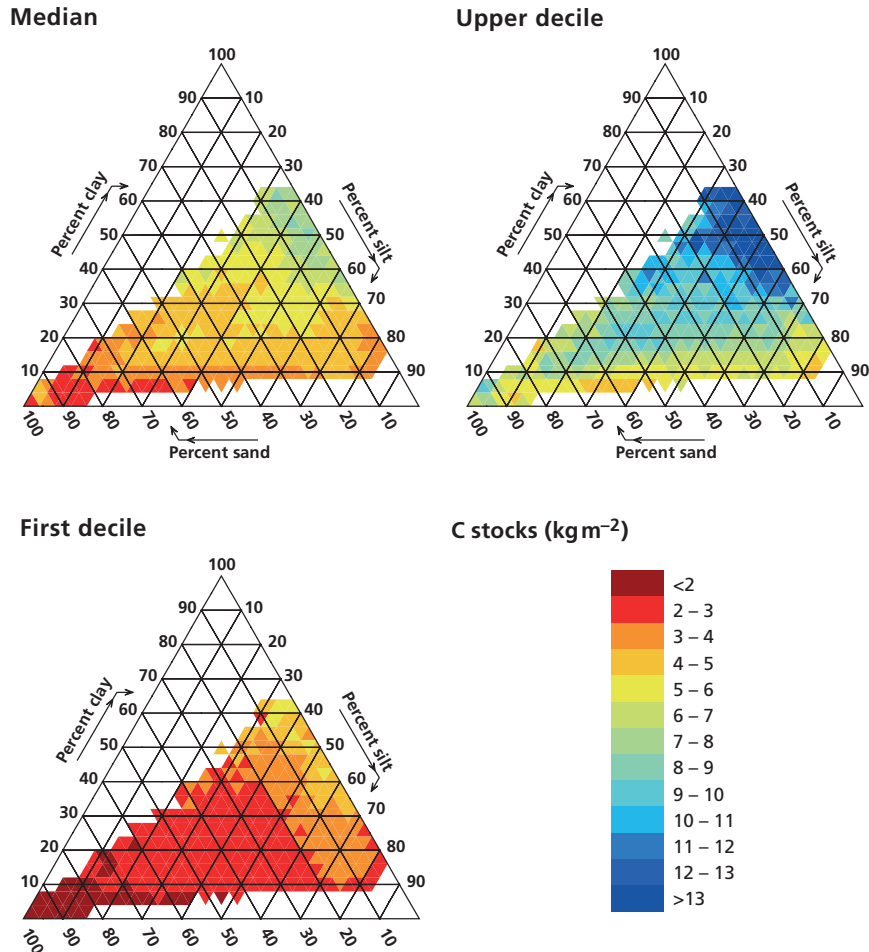 Median
100
90 10
80 20
70 30
60 40
50 50
40 60
30 70
20 80
10 90
100 90 80 70 60 50 40 30 20 10
Percent clay
Percent silt
Percent sand
Upper decile
100
90 10
80 20
70 30
60 40
50 50
40 60
30 70
20 80
10 90
100 90 80 70 60 50 40 30 20 10
Percent clay
Percent silt
Percent sand
First decile
100
90 10
80 20
70 30
60 40
50 50
40 60
30 70
20 80
10 90
100 90 80 70 60 50 40 30 20 10
Percent clay
Percent silt
C stocks (kg m⁻²)
<2
2 – 3
3 – 4
4 – 5
5 – 6
6 – 7
7 – 8
8 – 9
9 – 10
10 – 11
11 – 12
12 – 13
>13